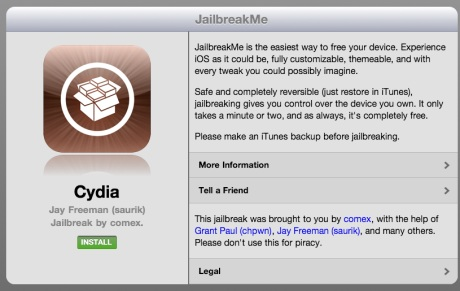 JailbreakMe
Cydia
Jay Freeman (saurik)
Jailbreak by comex.
INSTALL
JailbreakMe is the easiest way to free your device. Experience
iOS as it could be, fully customizable, themeable, and with
every tweak you could possibly imagine.
Safe and completely reversible (just restore in iTunes),
jailbreaking gives you control over the device you own. It only
takes a minute or two, and as always, it's completely free.
Please make an iTunes backup before jailbreaking.
More Information
Tell a Friend
This jailbreak was brought to you by comex, with the help of
Grant Paul (chpwn), Jay Freeman (saurik), and many others.
Please don't use this for piracy.
Legal